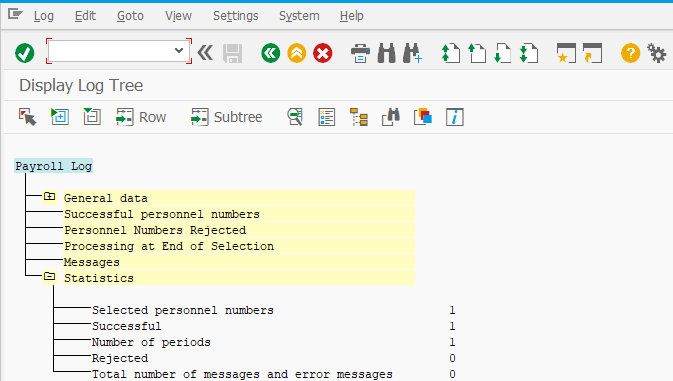 Log Edit Goto View Settings System Help
Display Log Tree
Row Subtree
Payroll Log
General data
Successful personnel numbers
Personnel Numbers Rejected
Processing at End of Selection
Messages
Statistics
Selected personnel numbers 1
Successful 1
Number of periods 1
Rejected 0
Total number of messages and error messages 0